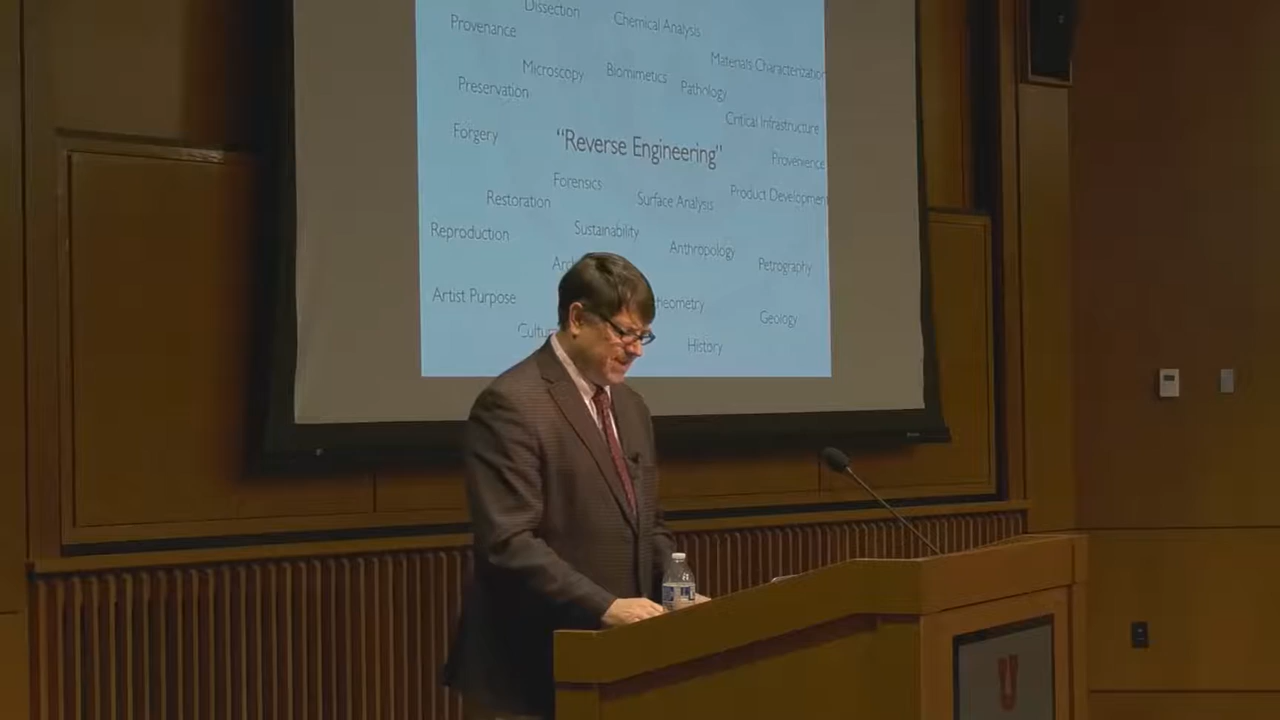 Dissection
Chemical Analysis
Provenance
Materials Characterization
Microscopy
Biomimetics
Pathology
Preservation
Critical Infrastructure
Forgery
"Reverse Engineering"
Provenience
Forensics
Product Development
Restoration
Surface Analysis
Reproduction
Sustainability
Anthropology
Petrography
Artist Purpose
Geology
History
U